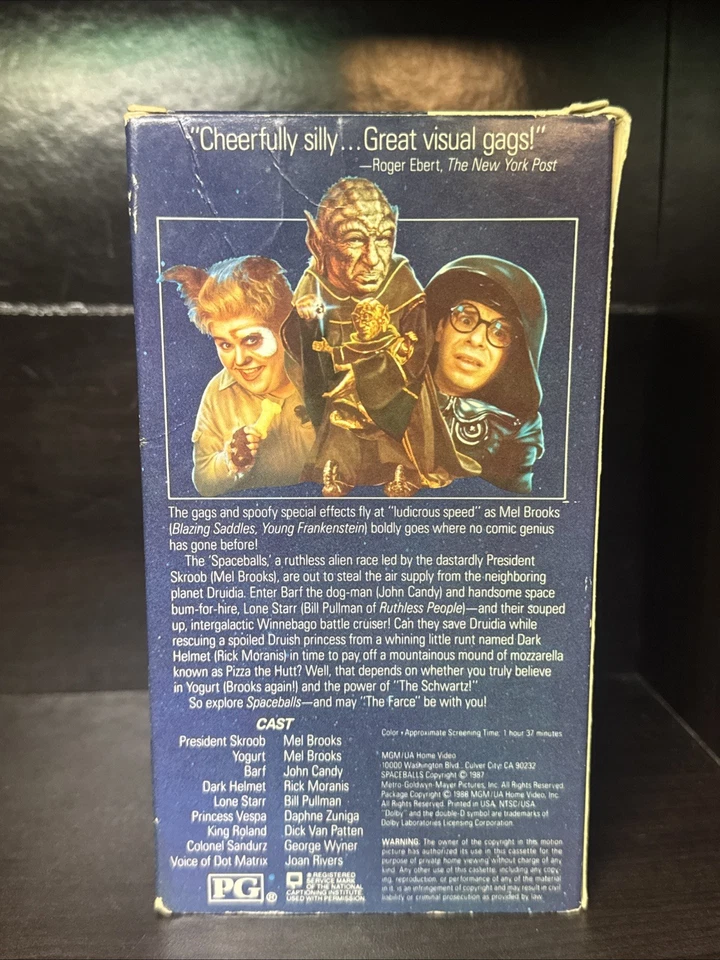 "Cheerfully silly...Great visual gags!"
—Roger Ebert, The New York Post
The gags and spoofy special effects fly at "ludicrous speed" as Mel Brooks
(Blazing Saddles, Young Frankenstein) boldly goes where no comic genius
has gone before!
The 'Spaceballs,' a ruthless alien race led by the dastardly President
Skroob (Mel Brooks), are out to steal the air supply from the neighboring
planet Druidia. Enter Barf the dog-man (John Candy) and handsome space
bum-for-hire, Lone Starr (Bill Pullman of Ruthless People)—and their souped
up, intergalactic Winnebago battle cruiser! Can they save Druidia while
rescuing a spoiled Druish princess from a whining little runt named Dark
Helmet (Rick Moranis) in time to pay off a mountainous mound of mozzarella
known as Pizza the Hutt? Well, that depends on whether you truly believe
in Yogurt (Brooks again!) and the power of "The Schwartz!"
So explore Spaceballs—and may "The Farce" be with you!
CAST
President Skroob Mel Brooks
Yogurt Mel Brooks
Barf John Candy
Dark Helmet Rick Moranis
Lone Starr Bill Pullman
Princess Vespa Daphne Zuniga
King Roland Dick Van Patten
Colonel Sandurz George Wyner
Voice of Dot Matrix Joan Rivers
PG ®
® REGISTERED
SERVICE MARK
OF THE NATIONAL
CAPTIONING INSTITUTE
USED WITH PERMISSION
Color • Approximate Screening Time: 1 hour 37 minutes
MGM/UA Home Video
10000 Washington Blvd., Culver City, CA 90232
SPACEBALLS Copyright © 1987
Metro-Goldwyn-Mayer Pictures, Inc. All Rights Reserved.
Package Copyright © 1988 MGM/UA Home Video, Inc.
All Rights Reserved. Printed in USA. NTSC/USA.
"Dolby" and the double-D symbol are trademarks of
Dolby Laboratories Licensing Corporation.
WARNING: The owner of the copyright in this motion
picture has authorized its use in this cassette for the
purpose of private home viewing without charge of any
kind. Any other use of this cassette, including any copy-
ing, reproduction, or performance of any of the material
in it, is an infringement of copyright and may result in civil
liability or criminal prosecution as provided by law.